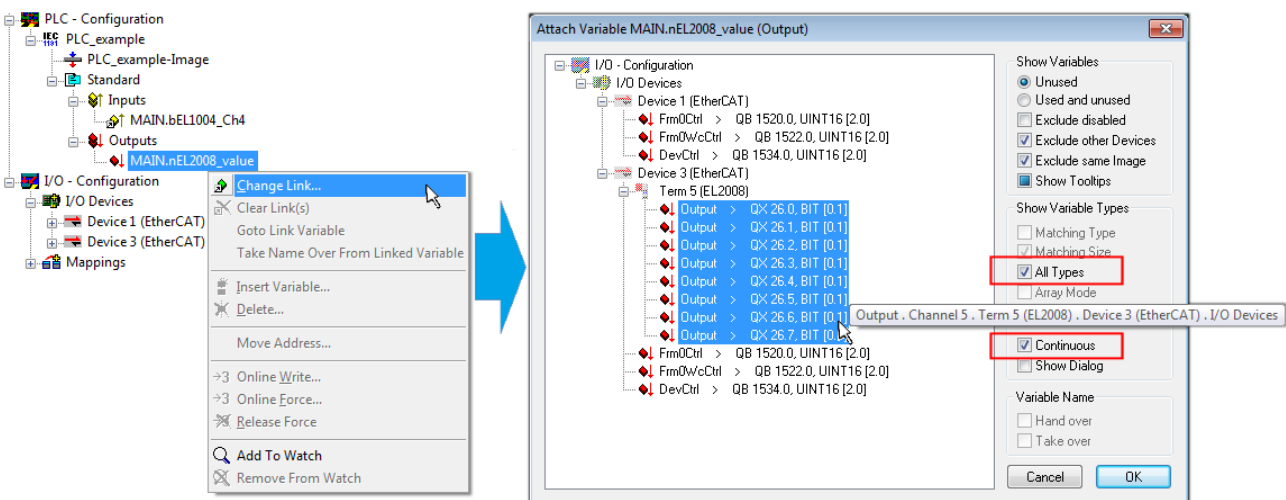 PLC - Configuration
IEC 1131 PLC_example
PLC_example-Image
Standard
Inputs
MAIN.bEL1004_Ch4
Outputs
MAIN.nEL2008_value
I/O - Configuration
I/O Devices
Device 1 (EtherCAT)
Device 3 (EtherCAT)
Mappings
Change Link...
Clear Link(s)
Goto Link Variable
Take Name Over From Linked Variable
Insert Variable...
Delete...
Move Address...
→3 Online Write...
→3 Online Force...
Release Force
Add To Watch
Remove From Watch
Attach Variable MAIN.nEL2008_value (Output)
I/O - Configuration
I/O Devices
Device 1 (EtherCAT)
Frm0Ctrl > QB 1520.0, UINT16 [2.0]
Frm0WcCtrl > QB 1522.0, UINT16 [2.0]
DevCtrl > QB 1534.0, UINT16 [2.0]
Device 3 (EtherCAT)
Term 5 (EL2008)
Output > QX 26.0, BIT [0.1]
Output > QX 26.1, BIT [0.1]
Output > QX 26.2, BIT [0.1]
Output > QX 26.3, BIT [0.1]
Output > QX 26.4, BIT [0.1]
Output > QX 26.5, BIT [0.1]
Output > QX 26.6, BIT [0.1]
Output > QX 26.7, BIT [0.1]
Frm0Ctrl > QB 1520.0, UINT16 [2.0]
Frm0WcCtrl > QB 1522.0, UINT16 [2.0]
DevCtrl > QB 1534.0, UINT16 [2.0]
Output . Channel 5 . Term 5 (EL2008) . Device 3 (EtherCAT) . I/O Devices
Show Variables
Unused
Used and unused
Exclude disabled
Exclude other Devices
Exclude same Image
Show Tooltips
Show Variable Types
Matching Type
Matching Size
All Types
Array Mode
Continuous
Show Dialog
Variable Name
Hand over
Take over
Cancel
OK